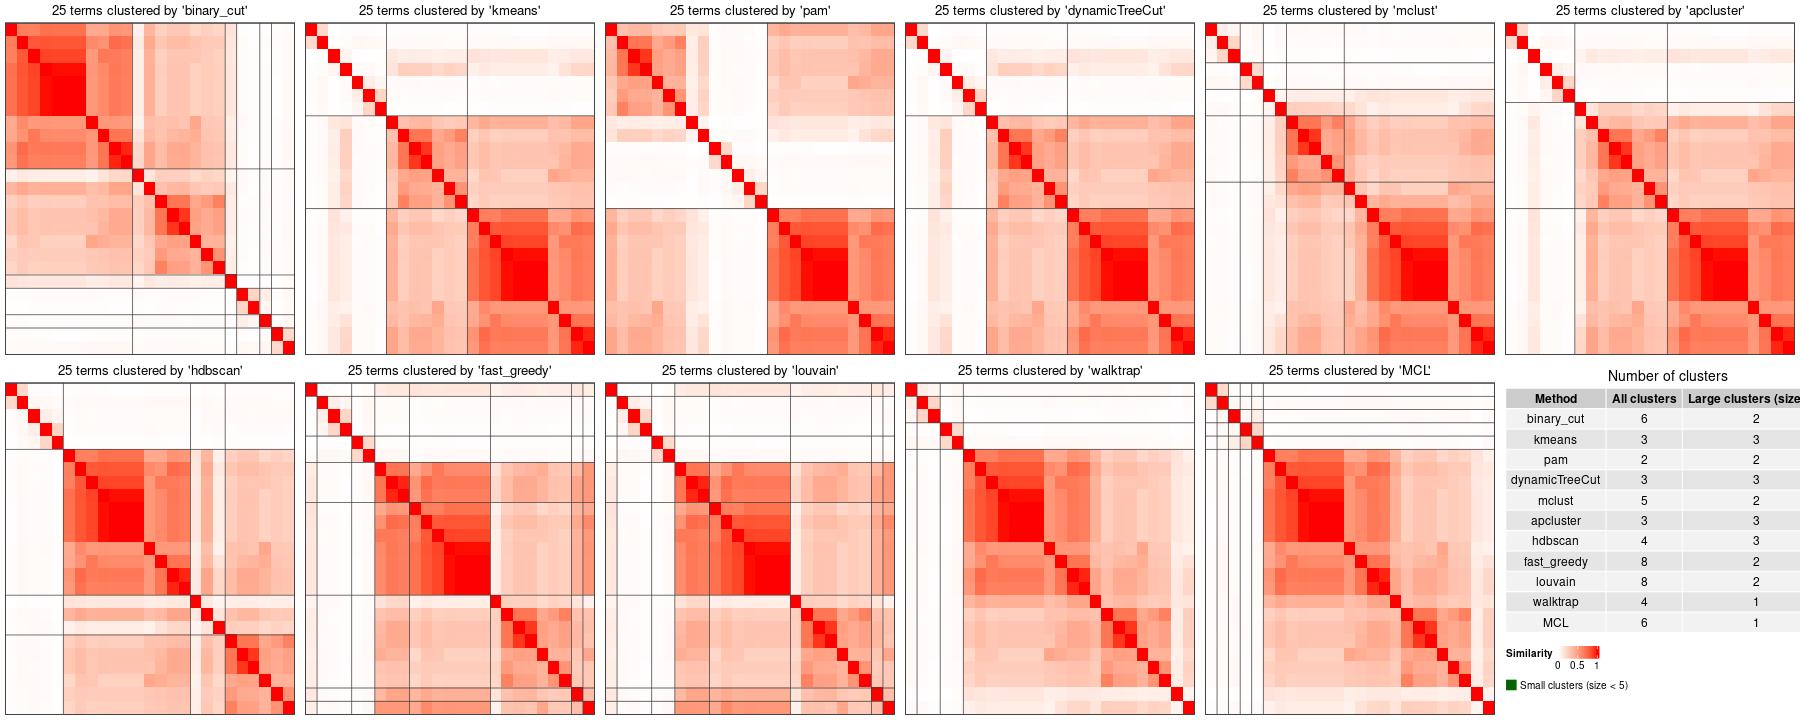 25 terms clustered by 'binary_cut'
25 terms clustered by 'kmeans'
25 terms clustered by 'pam'
25 terms clustered by 'dynamicTreeCut'
25 terms clustered by 'mclust'
25 terms clustered by 'apcluster'
25 terms clustered by 'hdbscan'
25 terms clustered by 'fast_greedy'
25 terms clustered by 'louvain'
25 terms clustered by 'walktrap'
25 terms clustered by 'MCL'
Number of clusters
Method All clusters Large clusters (size
binary_cut 6 2
kmeans 3 3
pam 2 2
dynamicTreeCut 3 3
mclust 5 2
apcluster 3 3
hdbscan 4 3
fast_greedy 8 2
louvain 8 2
walktrap 4 1
MCL 6 1
Similarity
0 0.5 1
Small clusters (size < 5)